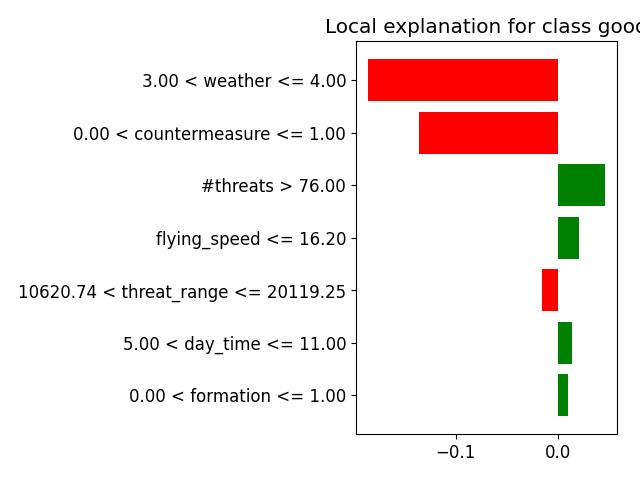 Local explanation for class good
3.00 < weather <= 4.00
0.00 < countermeasure <= 1.00
#threats > 76.00
flying_speed <= 16.20
10620.74 < threat_range <= 20119.25
5.00 < day_time <= 11.00
0.00 < formation <= 1.00
−0.1 0.0